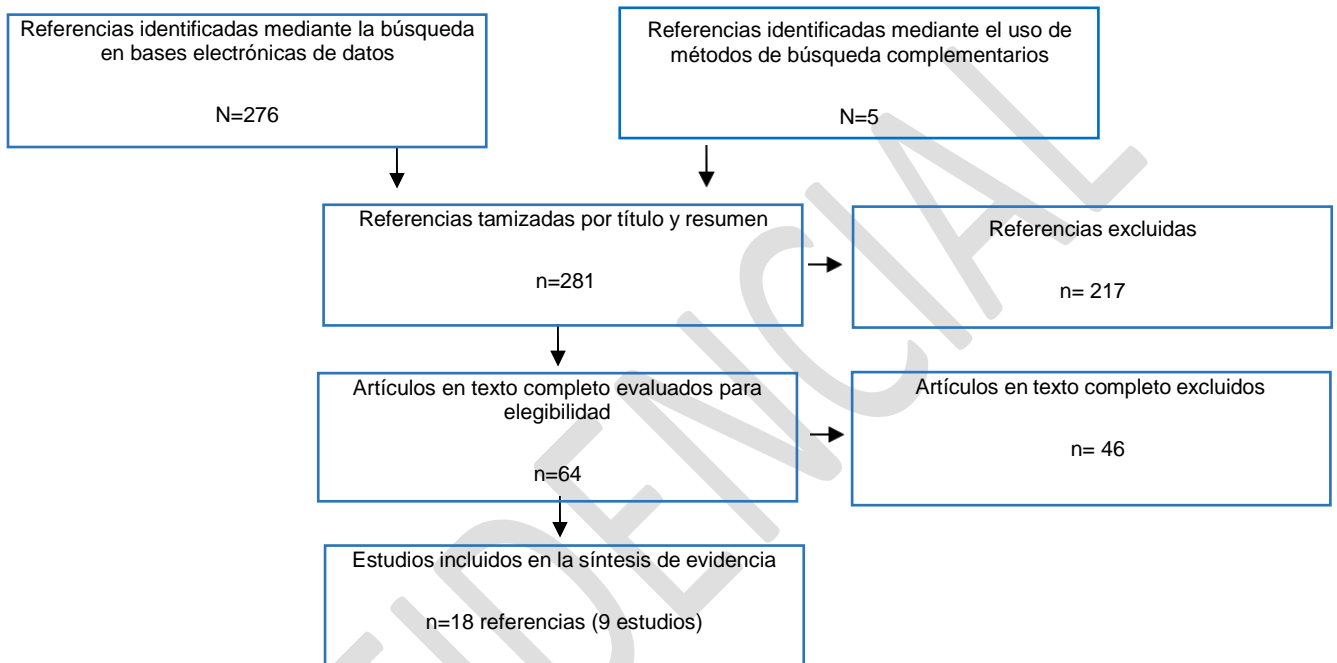 Referencias identificadas mediante la búsqueda
en bases electrónicas de datos
N=276
Referencias identificadas mediante el uso de
métodos de búsqueda complementarios
N=5
Referencias tamizadas por título y resumen
n=281
Referencias excluidas
n= 217
Artículos en texto completo evaluados para
elegibilidad
n=64
Artículos en texto completo excluidos
n= 46
Estudios incluidos en la síntesis de evidencia
n=18 referencias (9 estudios)
FIDENCIAL